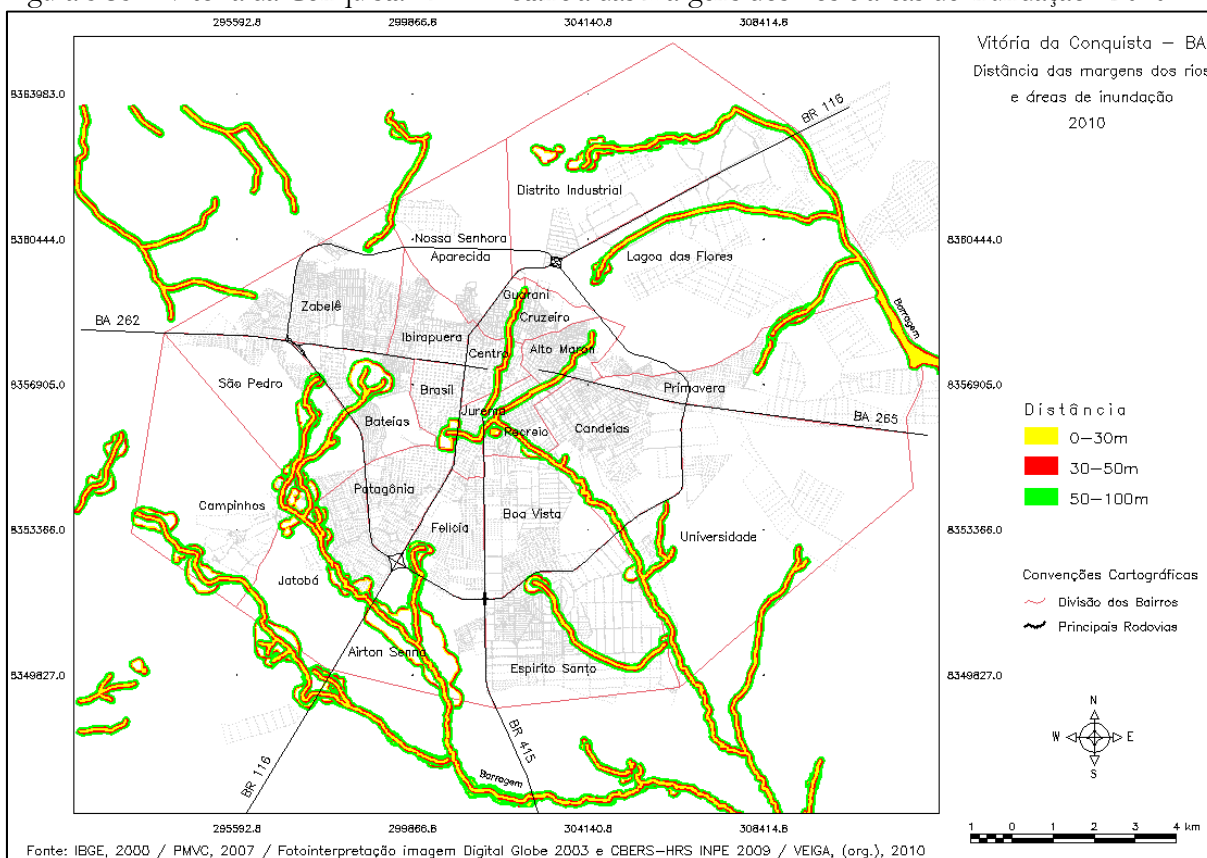 295592.8 299866.8 304140.8 308414.8
Vitória da Conquista – BA
Distância das margens dos rios
e áreas de inundação
2010
8363983.0
BR 116
Distrito Industrial
8360444.0
8360444.0
Nossa Senhora
Aparecida
Lagoa das Flores
Guarani
Zabelê
Cruzeiro
Barragem
BA 262
Ibirapuera
Centro
Alto Maron
São Pedro
8356905.0
8356905.0
Brasil
Primavera
Jurema
Bateias
Recreio
Candeias
BA 265
Distância
0–30m
30–50m
50–100m
Patagônia
Campinhos
Boa Vista
8353366.0
8353366.0
Felícia
Universidade
Jatobá
Convenções Cartográficas
Divisão dos Bairros
Principais Rodovias
Airton Senna
Espírito Santo
8349827.0
8349827.0
N
W E
S
BR 415
BR 116
Barragem
295592.8 299866.8 304140.8 308414.8
1 0 1 2 3 4 km
Fonte: IBGE, 2000 / PMVC, 2007 / Fotointerpretação imagem Digital Globe 2003 e CBERS–HRS INPE 2009 / VEIGA, (org.), 2010